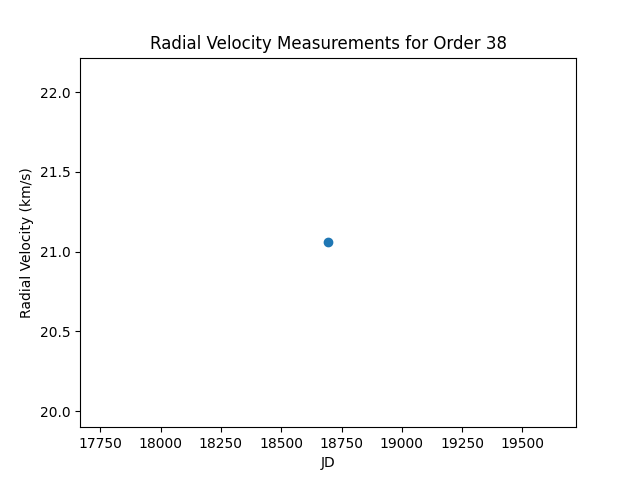 Radial Velocity Measurements for Order 38
22.0
21.5
21.0
20.5
20.0
Radial Velocity (km/s)
17750 18000 18250 18500 18750 19000 19250 19500
JD